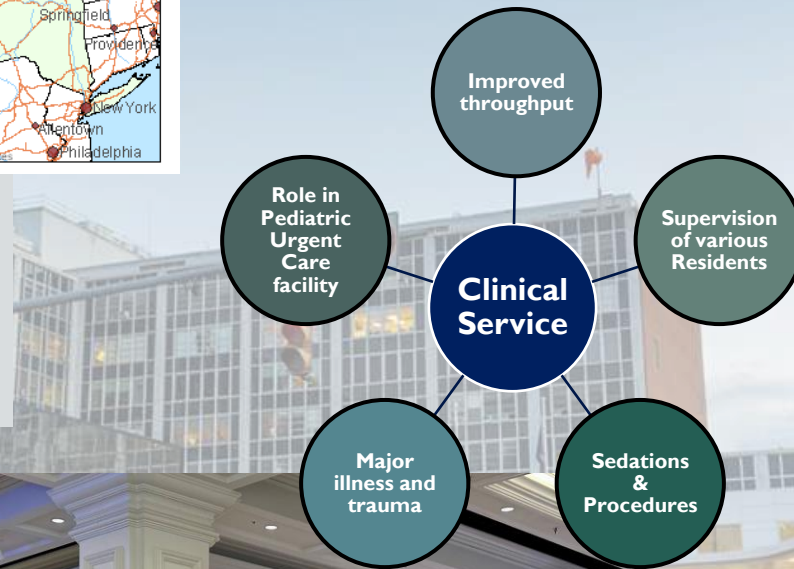 Springfield
Providence
New York
Allentown
Philadelphia
Improved
throughput
Role in
Pediatric
Urgent
Care
facility
Supervision
of various
Residents
Clinical
Service
Major
illness and
trauma
Sedations
&
Procedures